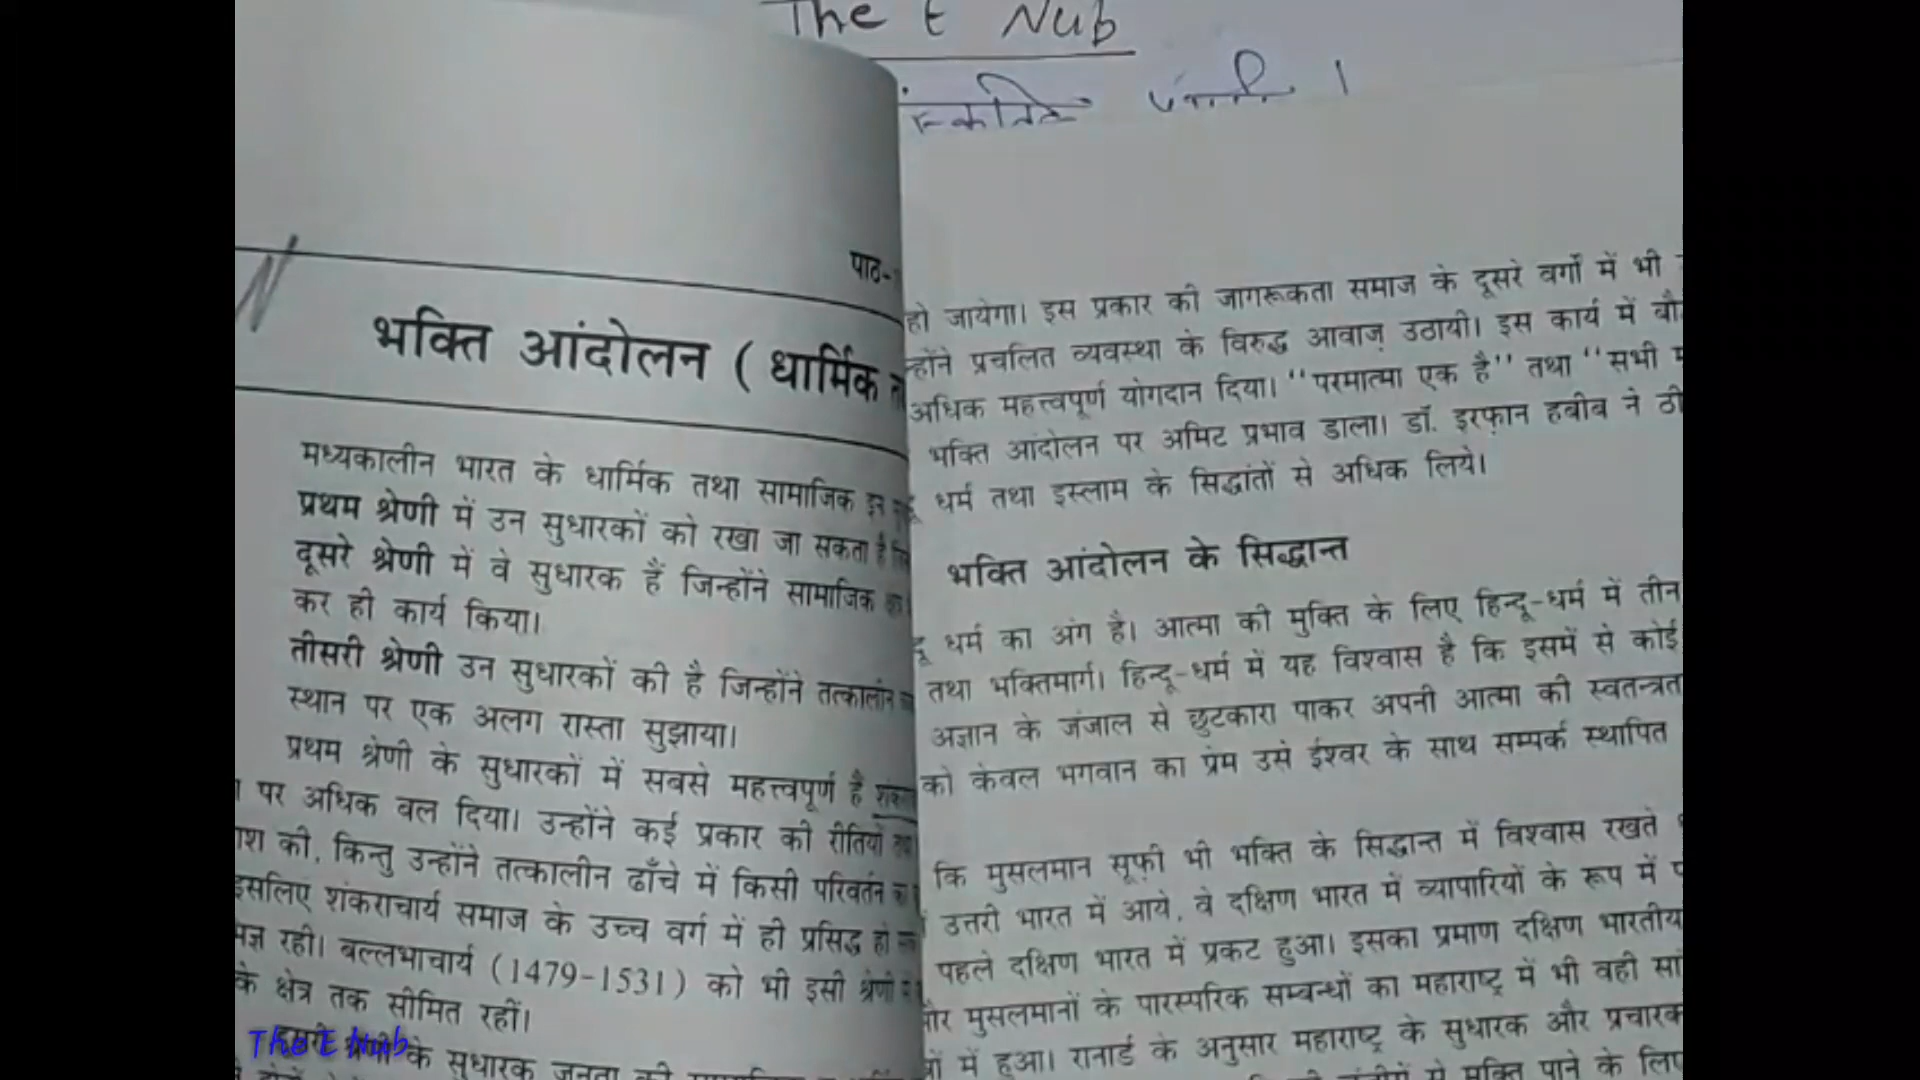 The E Nub
पाठ-
भक्ति आंदोलन ( धार्मिक
मध्यकालीन भारत के धार्मिक तथा सामाजिक
प्रथम श्रेणी में उन सुधारकों को रखा जा सकता है
दूसरे श्रेणी में वे सुधारक हैं जिन्होंने सामाजिक
कर ही कार्य किया।
तीसरी श्रेणी उन सुधारकों की है जिन्होंने तत्कालीन
स्थान पर एक अलग रास्ता सुझाया।
प्रथम श्रेणी के सुधारकों में सबसे महत्त्वपूर्ण है
पर अधिक बल दिया। उन्होंने कई प्रकार की रीतियों
की, किन्तु उन्होंने तत्कालीन ढाँचे में किसी परिवर्तन का
इसलिए शंकराचार्य समाज के उच्च वर्ग में ही प्रसिद्ध हो
रही। बल्लभाचार्य (1479-1531) को भी इसी श्रेणी
के क्षेत्र तक सीमित रहीं।
के सुधारक जनता की
The E Nub
हो जायेगा। इस प्रकार की जागरूकता समाज के दूसरे वर्गों में भी
न्होंने प्रचलित व्यवस्था के विरुद्ध आवाज़ उठायी। इस कार्य में
अधिक महत्त्वपूर्ण योगदान दिया। ''परमात्मा एक है'' तथा ''सभी
भक्ति आंदोलन पर अमिट प्रभाव डाला। डॉ. इरफ़ान हबीब ने
धर्म तथा इस्लाम के सिद्धांतों से अधिक लिये।
भक्ति आंदोलन के सिद्धान्त
धर्म का अंग है। आत्मा की मुक्ति के लिए हिन्दू-धर्म में तीन
तथा भक्तिमार्ग। हिन्दू-धर्म में यह विश्वास है कि इसमें से कोई
अज्ञान के जंजाल से छुटकारा पाकर अपनी आत्मा की
को केवल भगवान का प्रेम उसे ईश्वर के साथ सम्पर्क स्थापित
कि मुसलमान सूफ़ी भी भक्ति के सिद्धान्त में विश्वास रखते
उत्तरी भारत में आये, वे दक्षिण भारत में व्यापारियों के रूप में
पहले दक्षिण भारत में प्रकट हुआ। इसका प्रमाण दक्षिण भारतीय
और मुसलमानों के पारस्परिक सम्बन्धों का महाराष्ट्र में भी वही
में हुआ। रानाडे के अनुसार महाराष्ट्र के सुधारक और प्रचारक
मुक्ति पाने के लिए